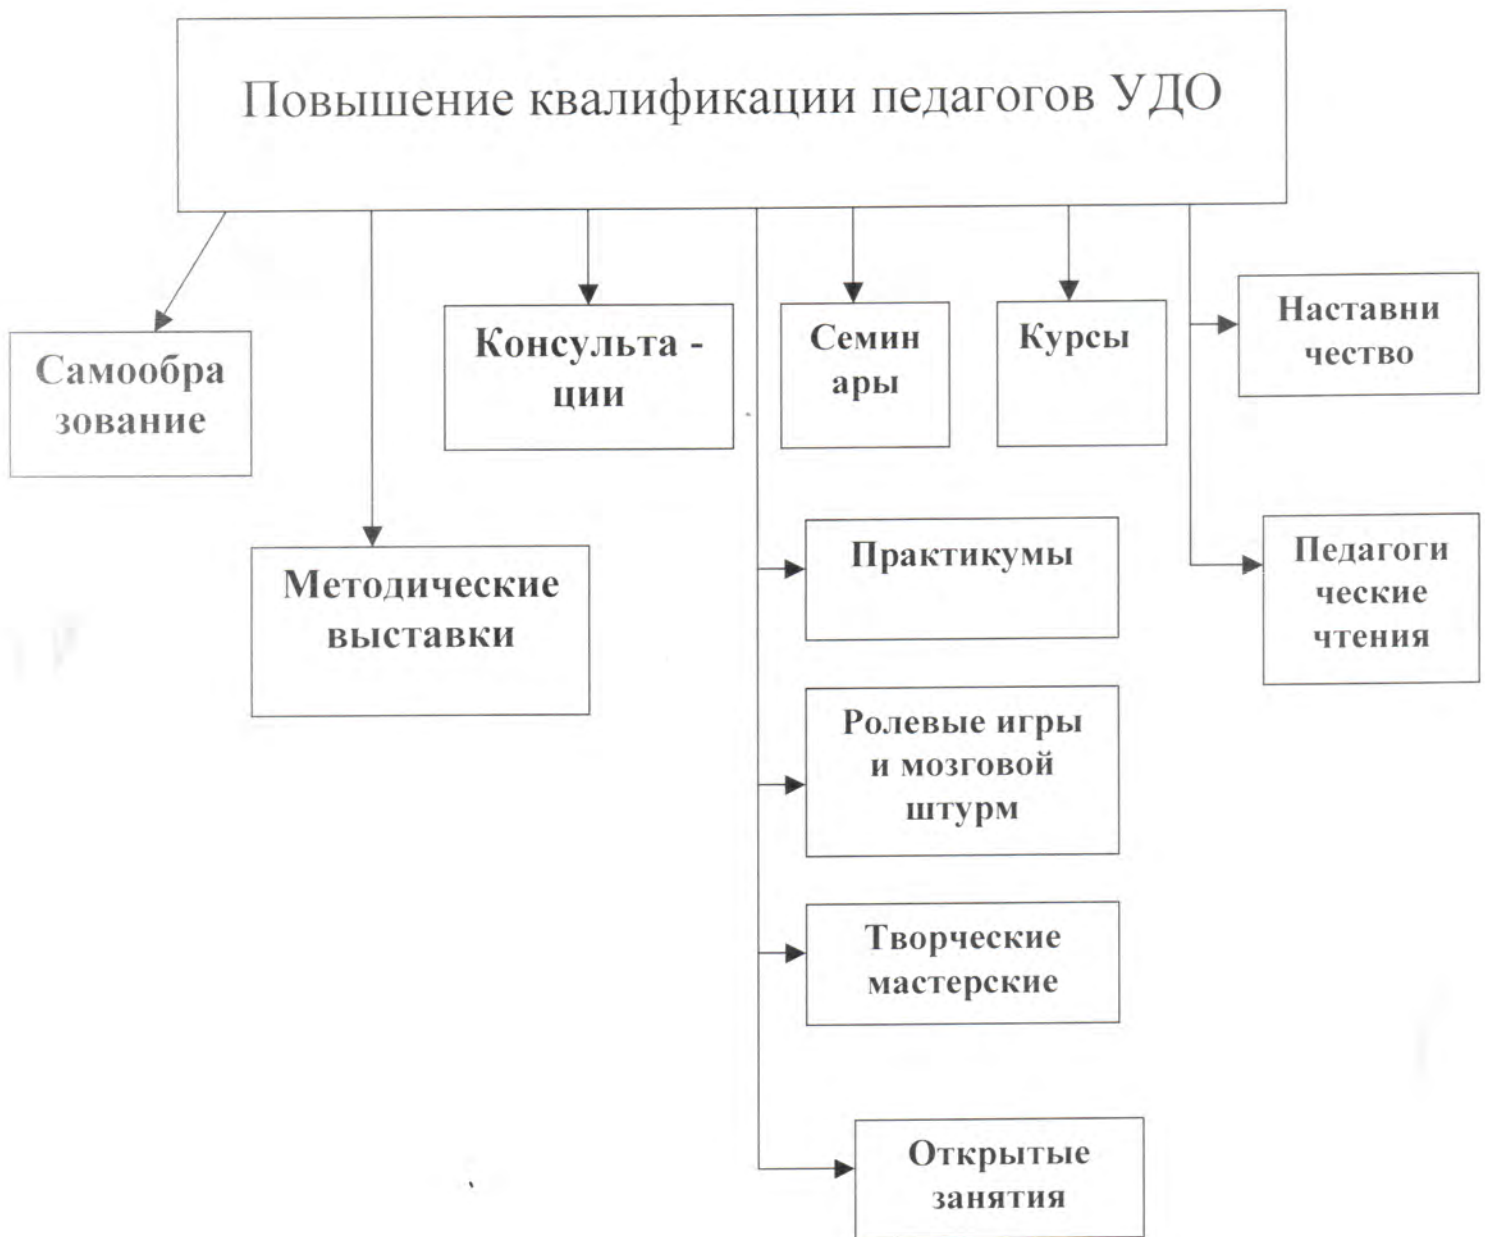 Повышение квалификации педагогов УДО
Самообра
зование
Методические
выставки
Консульта -
ции
Семин
ары
Курсы
Наставни
чество
Практикумы
Педагоги
ческие
чтения
Ролевые игры
и мозговой
штурм
Творческие
мастерские
Открытые
занятия